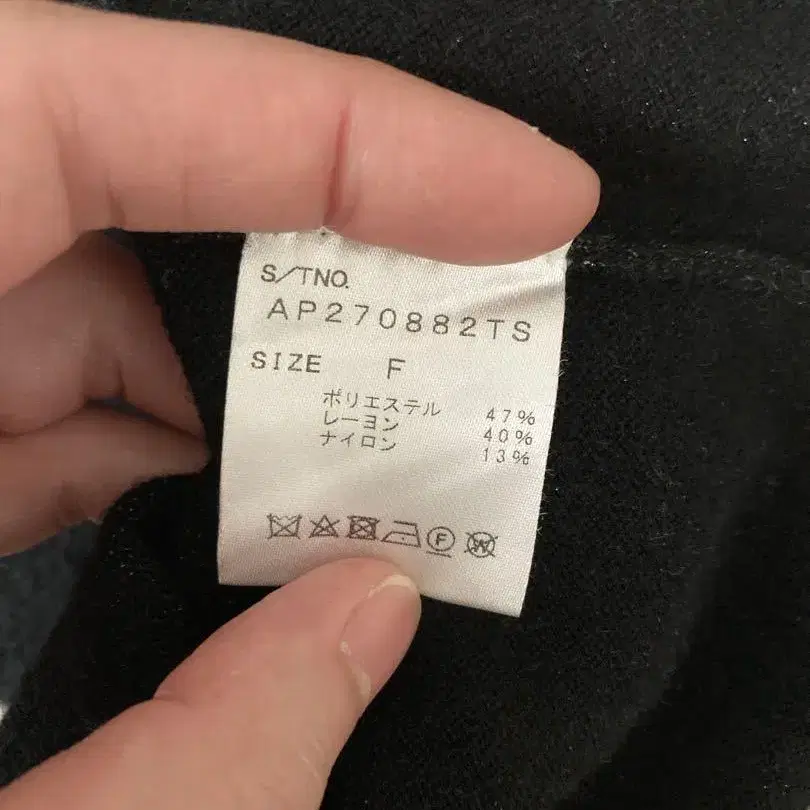 S/TNO.
AP270882TS
SIZE F
ポリエステル 47%
レーヨン 40%
ナイロン 13%
F W